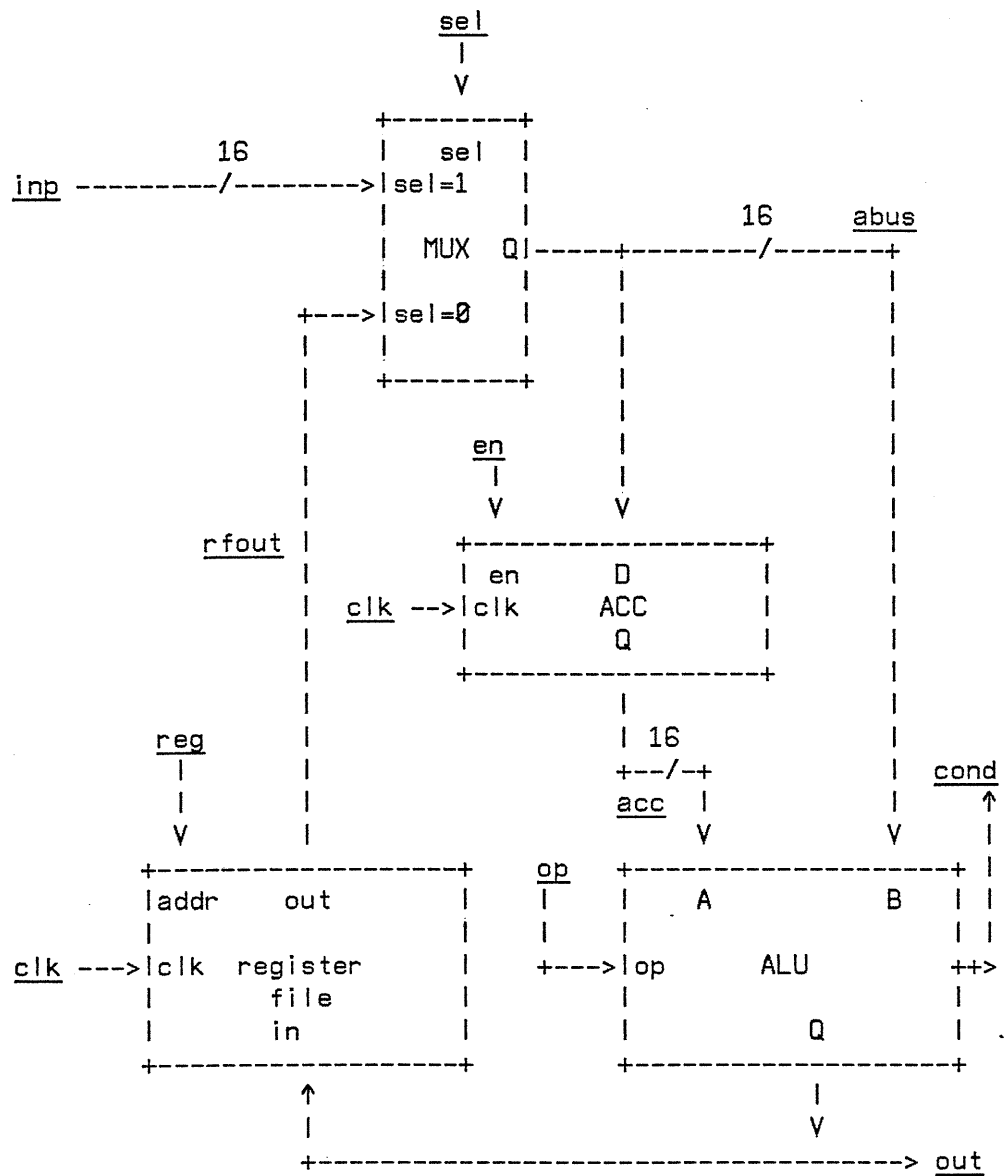 sel
16
sel
inp
sel=1
16
abus
MUX Q
sel=0
en
rfout
en D
clk
clk ACC
Q
reg
16
cond
acc
op
addr out
A B
clk
clk register
op ALU
file
in
Q
out